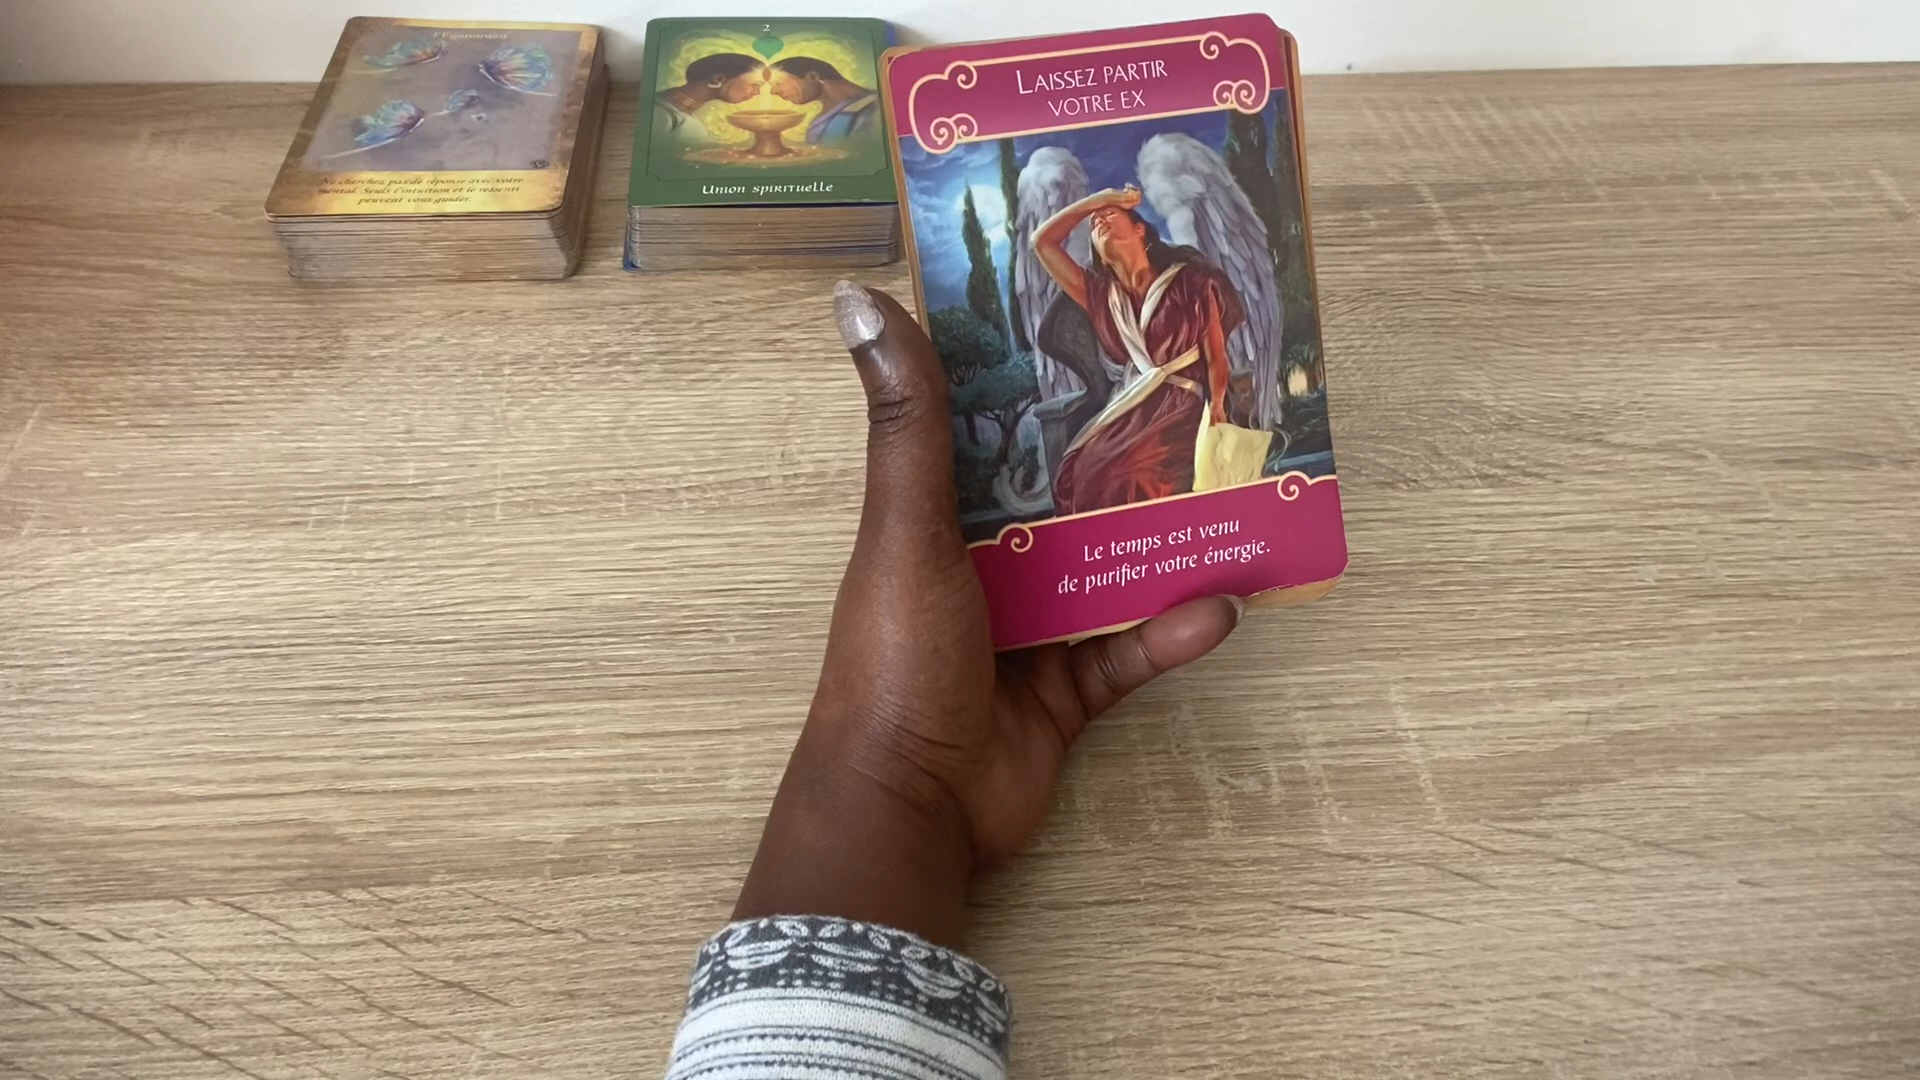 l'Égarement
Ne cherchez pas de réponse avec votre
mental. Seuls l'intuition et le ressenti
peuvent vous guider.
2
Union spirituelle
Laissez partir
votre ex
Le temps est venu
de purifier votre énergie.